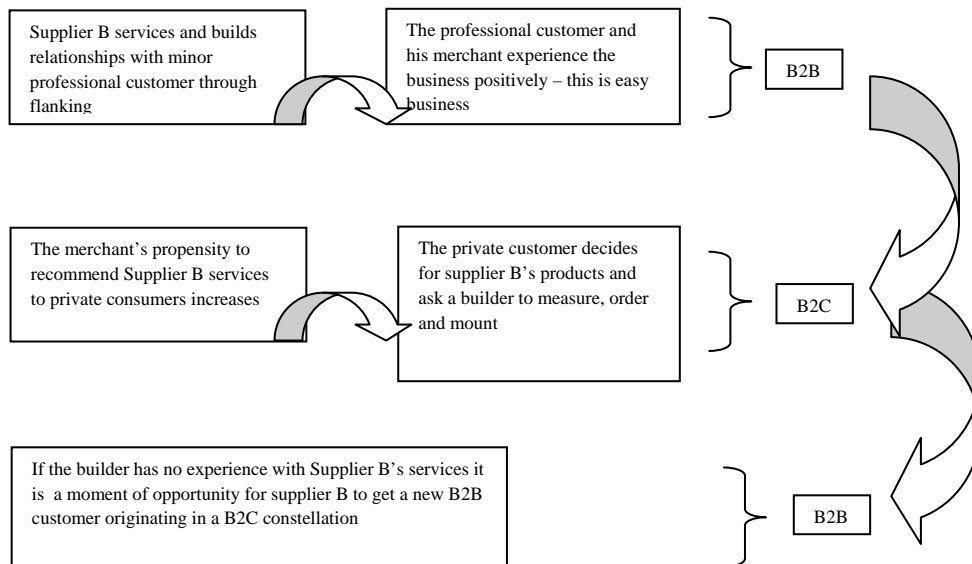 Supplier B services and builds
relationships with minor
professional customer through
flanking
The professional customer and
his merchant experience the
business positively – this is easy
business
B2B
The merchant’s propensity to
recommend Supplier B services
to private consumers increases
The private customer decides
for supplier B’s products and
ask a builder to measure, order
and mount
B2C
If the builder has no experience with Supplier B’s services it
is  a moment of opportunity for supplier B to get a new B2B
customer originating in a B2C constellation
B2B